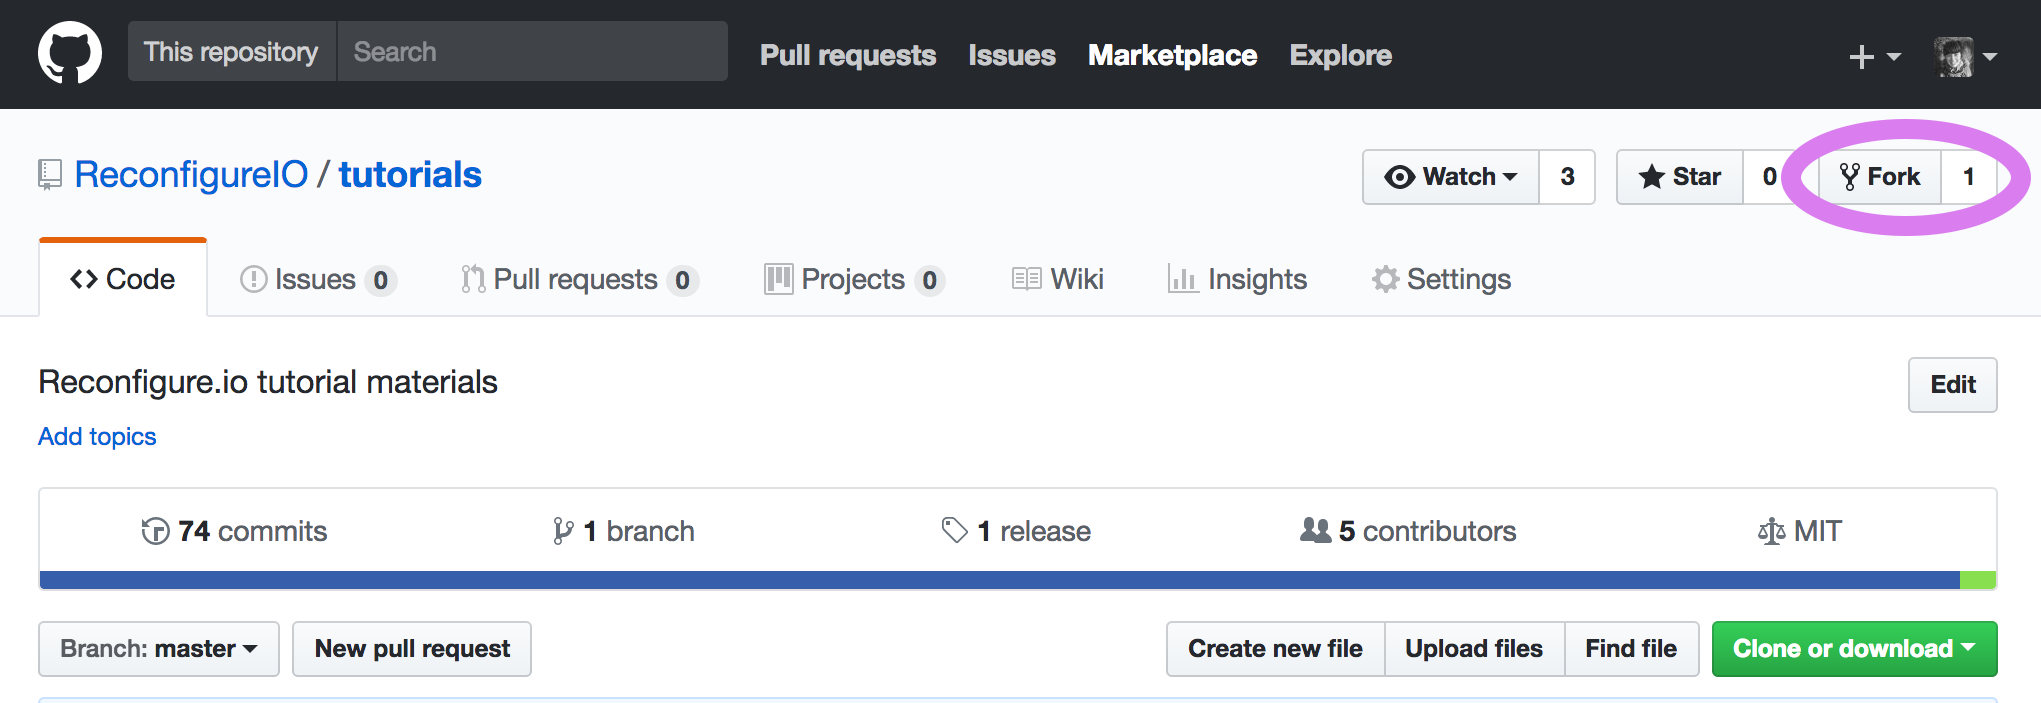 This repository Search Pull requests Issues Marketplace Explore
ReconfigureIO / tutorials Watch 3 Star 0 Fork 1
Code Issues 0 Pull requests 0 Projects 0 Wiki Insights Settings
Reconfigure.io tutorial materials Edit
Add topics
74 commits 1 branch 1 release 5 contributors MIT
Branch: master New pull request Create new file Upload files Find file Clone or download